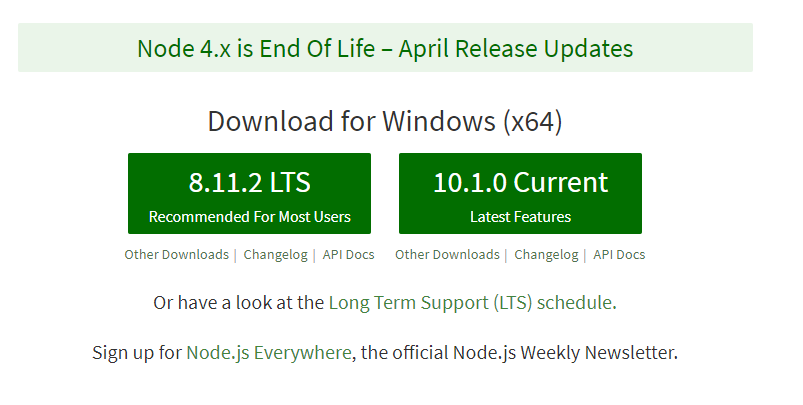 Node 4.x is End Of Life – April Release Updates
Download for Windows (x64)
8.11.2 LTS
Recommended For Most Users
10.1.0 Current
Latest Features
Other Downloads | Changelog | API Docs
Other Downloads | Changelog | API Docs
Or have a look at the Long Term Support (LTS) schedule.
Sign up for Node.js Everywhere, the official Node.js Weekly Newsletter.